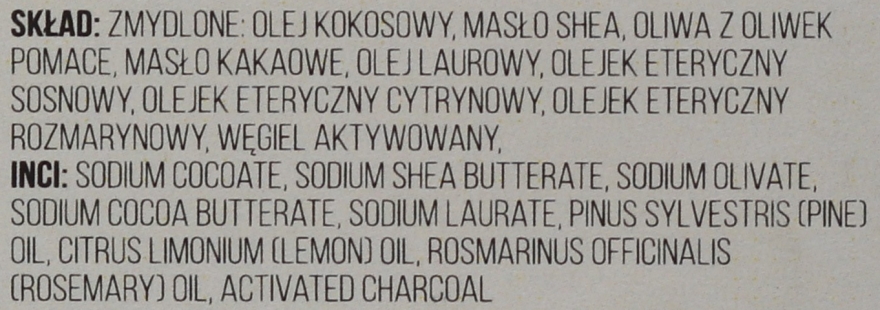 SKŁAD: ZMYDLONE: OLEJ KOKOSOWY, MASŁO SHEA, OLIWA Z OLIWEK
POMACE, MASŁO KAKAOWE, OLEJ LAUROWY, OLEJEK ETERYCZNY
SOSNOWY, OLEJEK ETERYCZNY CYTRYNOWY, OLEJEK ETERYCZNY
ROZMARYNOWY, WĘGIEL AKTYWOWANY,
INCI: SODIUM COCOATE, SODIUM SHEA BUTTERATE, SODIUM OLIVATE,
SODIUM COCOA BUTTERATE, SODIUM LAURATE, PINUS SYLVESTRIS (PINE)
OIL, CITRUS LIMONIUM (LEMON) OIL, ROSMARINUS OFFICINALIS
(ROSEMARY) OIL, ACTIVATED CHARCOAL